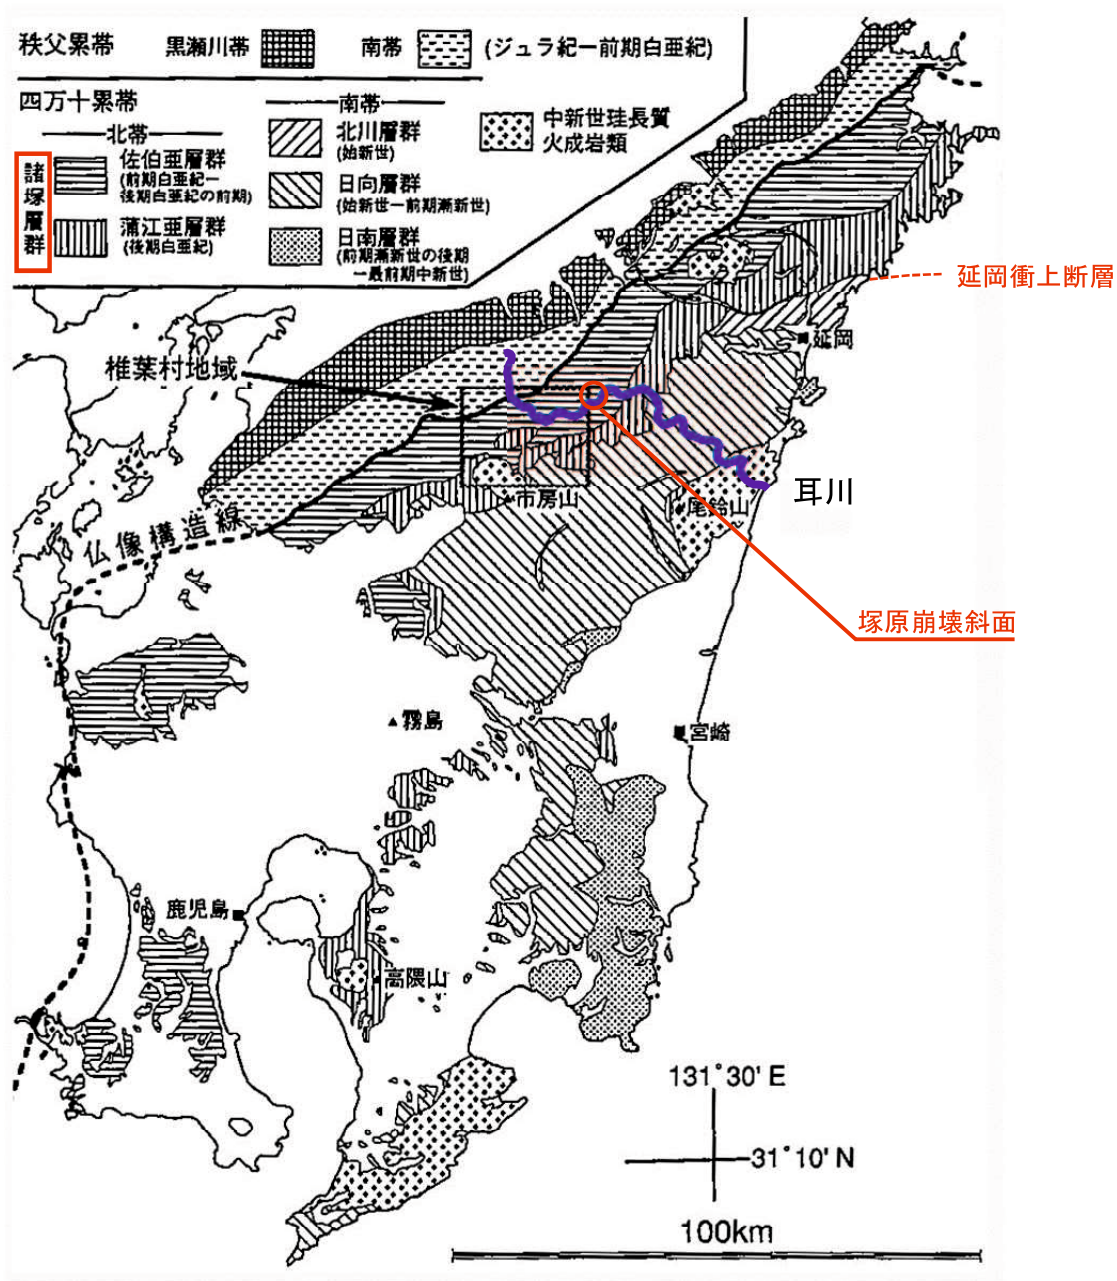 秩父累帯
黒瀬川帯
南帯
(ジュラ紀ー前期白亜紀)
四万十累帯
北帯
諸塚層群
佐伯亜層群
(前期白亜紀ー
後期白亜紀の前期)
蒲江亜層群
(後期白亜紀)
南帯
北川層群
(始新世)
日向層群
(始新世ー前期漸新世)
日南層群
(前期漸新世の後期
ー最前期中新世)
中新世珪長質
火成岩類
延岡衝上断層
延岡
椎葉村地域
市房山
尾鈴山
耳川
仏像構造線
塚原崩壊斜面
霧島
宮崎
鹿児島
高隈山
131°30' E
31°10' N
100km